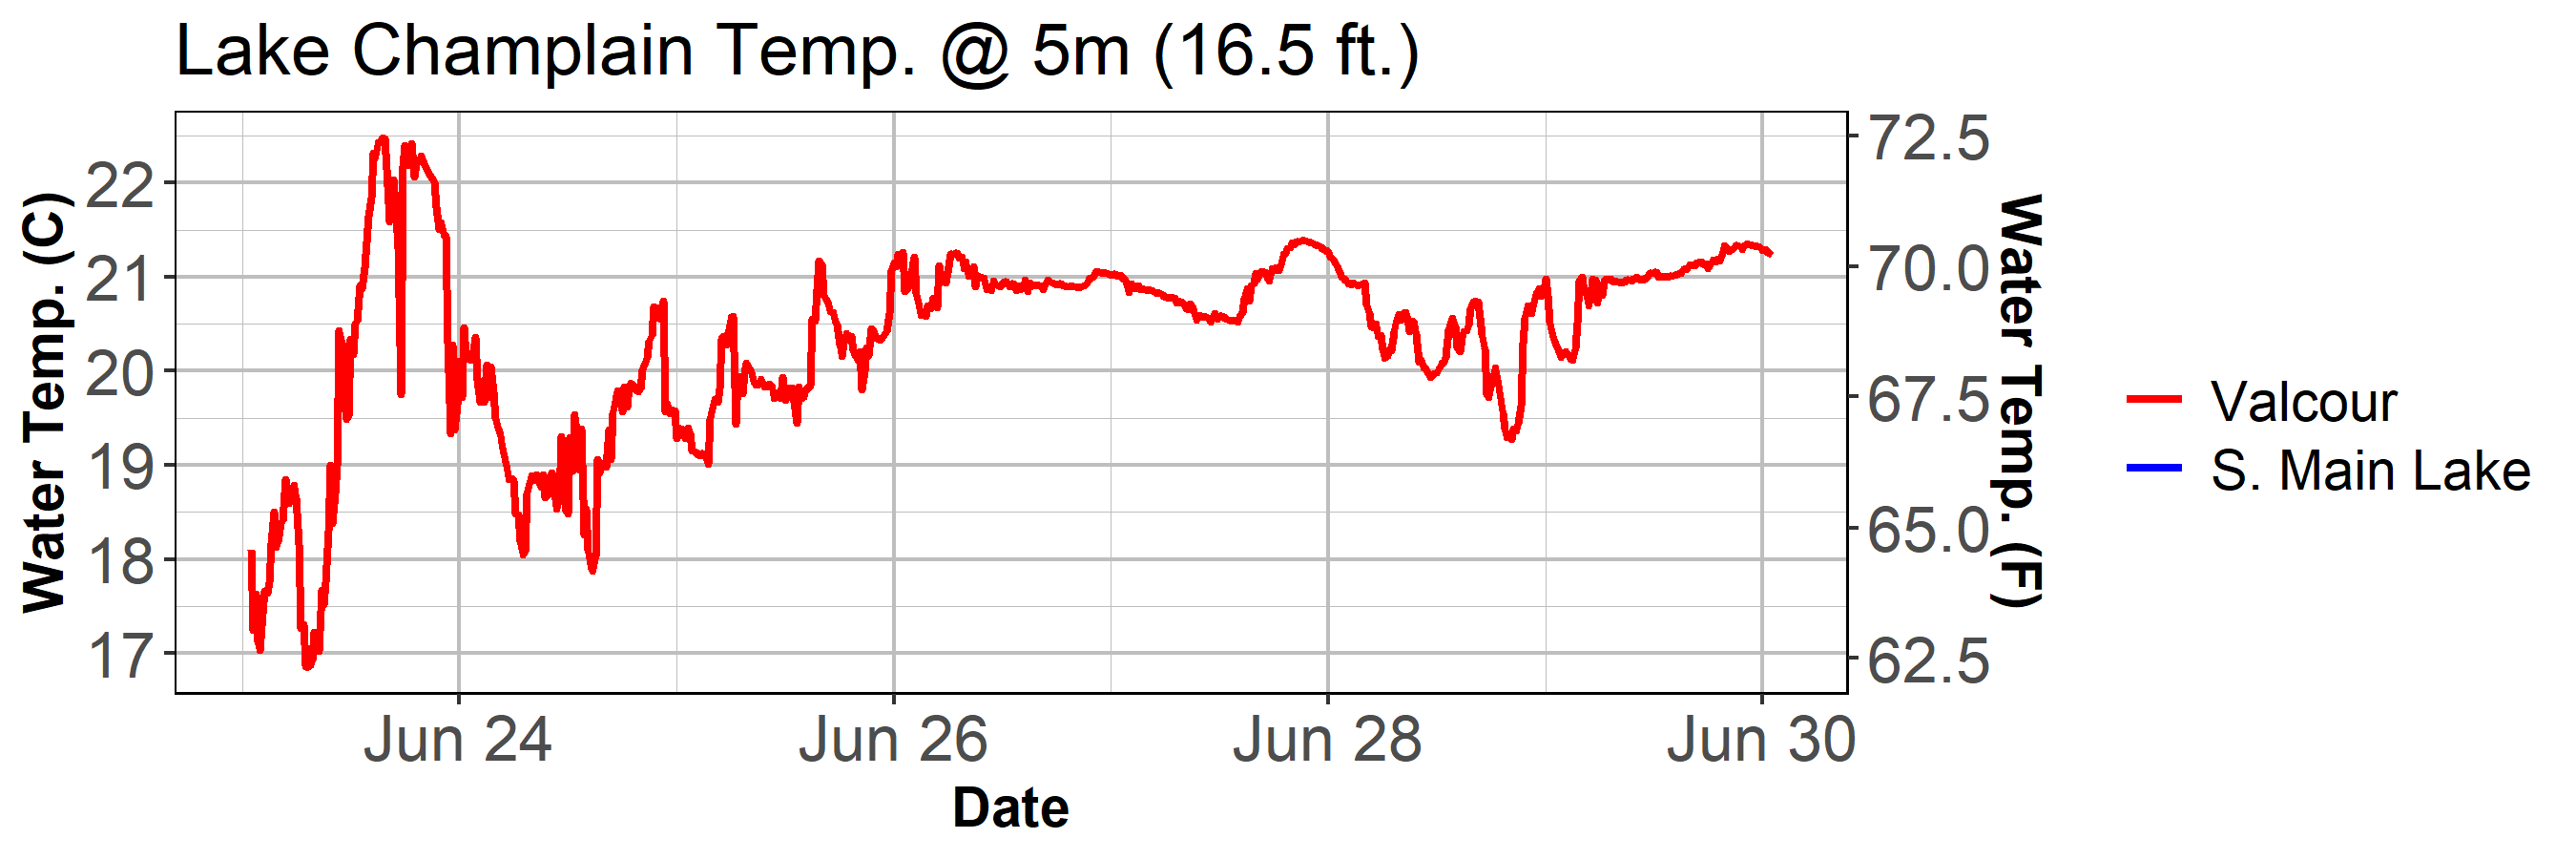 Lake Champlain Temp. @ 5m (16.5 ft.)
Water Temp. (C)
22
21
20
19
18
17
72.5
70.0
67.5
65.0
62.5
Water Temp. (F)
Jun 24
Jun 26
Jun 28
Jun 30
Date
Valcour
S. Main Lake